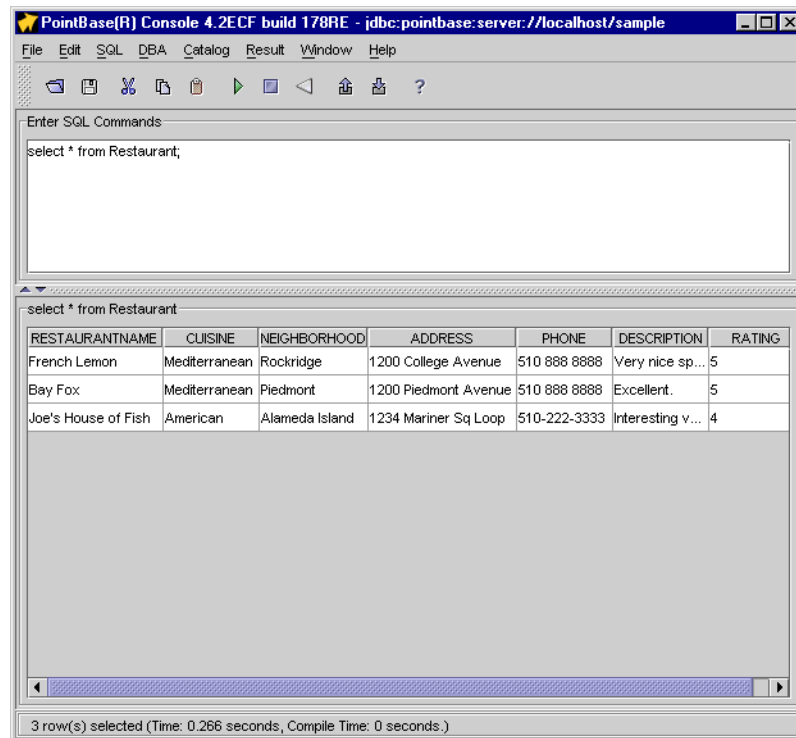 PointBase(R) Console 4.2ECF build 178RE - jdbc:pointbase:server://localhost/sample
File Edit SQL DBA Catalog Result Window Help
?
Enter SQL Commands
select * from Restaurant;
select * from Restaurant
RESTAURANTNAME CUISINE NEIGHBORHOOD ADDRESS PHONE DESCRIPTION RATING
French Lemon Mediterranean Rockridge 1200 College Avenue 510 888 8888 Very nice sp... 5
Bay Fox Mediterranean Piedmont 1200 Piedmont Avenue 510 888 8888 Excellent. 5
Joe's House of Fish American Alameda Island 1234 Mariner Sq Loop 510-222-3333 Interesting v... 4
3 row(s) selected (Time: 0.266 seconds, Compile Time: 0 seconds.)